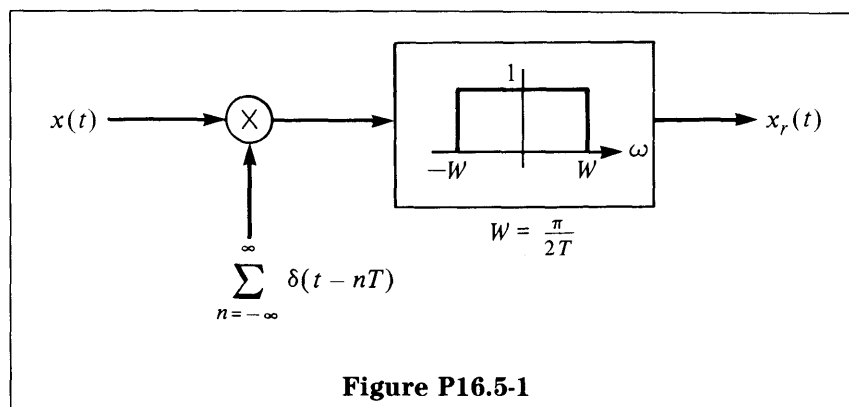 x(t)
×
1
−W
W
ω
x_r(t)
W = π/2T
∞
∑ δ(t − nT)
n = −∞
Figure P16.5-1